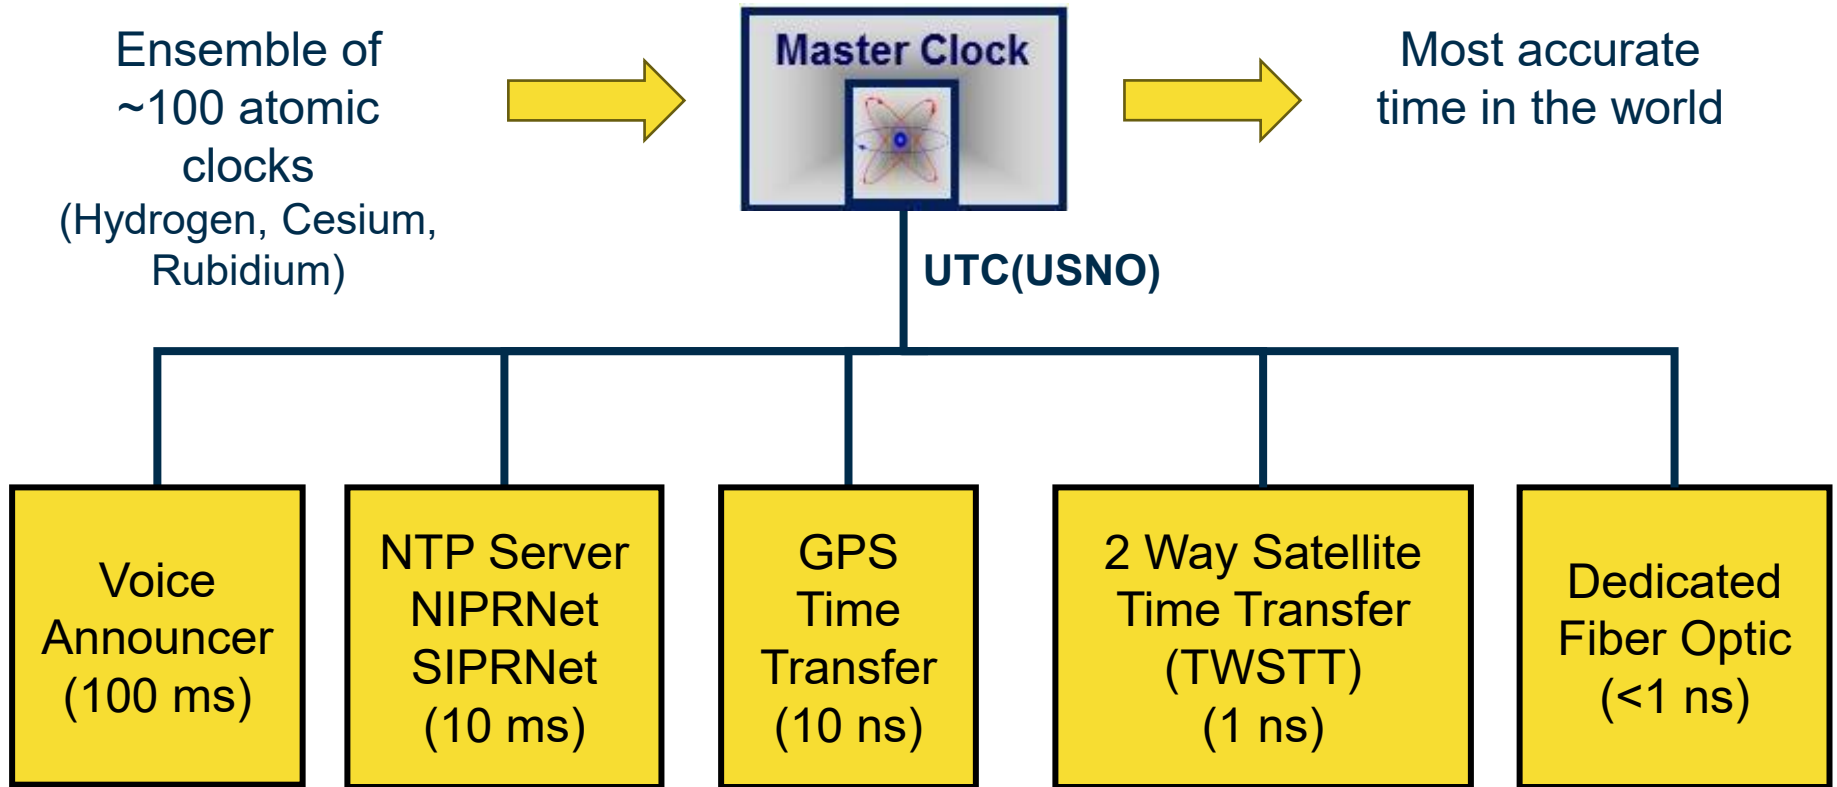 Ensemble of
~100 atomic
clocks
(Hydrogen, Cesium,
Rubidium)
Master Clock
Most accurate
time in the world
UTC(USNO)
Voice
Announcer
(100 ms)
NTP Server
NIPRNet
SIPRNet
(10 ms)
GPS
Time
Transfer
(10 ns)
2 Way Satellite
Time Transfer
(TWSTT)
(1 ns)
Dedicated
Fiber Optic
(<1 ns)